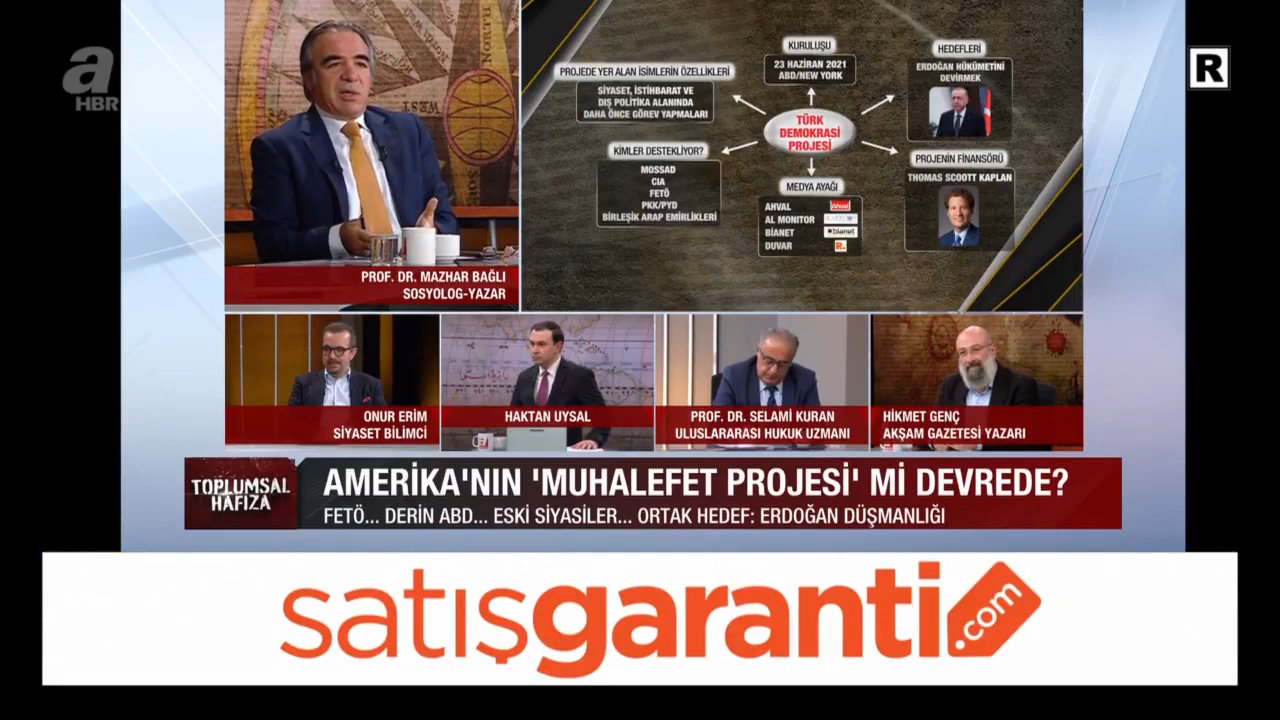 a
HBR
R
PROF. DR. MAZHAR BAĞLI
SOSYOLOG-YAZAR
WEST
PROJEDE YER ALAN İSİMLERİN ÖZELLİKLERİ
SİYASET, İSTİHBARAT VE
DIŞ POLİTİKA ALANINDA
DAHA ÖNCE GÖREV YAPMALARI
KURULUŞU
23 HAZİRAN 2021
ABD/NEW YORK
HEDEFLERİ
ERDOĞAN HÜKÜMETİNİ
DEVİRMEK
TÜRK
DEMOKRASİ
PROJESİ
KİMLER DESTEKLİYOR?
MOSSAD
CIA
FETÖ
PKK/PYD
BİRLEŞİK ARAP EMİRLİKLERİ
MEDYA AYAĞI
AHVAL Ahval
AL MONITOR
BİANET bianet
DUVAR
PROJENİN FİNANSÖRÜ
THOMAS SCOOTT KAPLAN
ONUR ERİM
SİYASET BİLİMCİ
HAKTAN UYSAL
PROF. DR. SELAMİ KURAN
ULUSLARARASI HUKUK UZMANI
HİKMET GENÇ
AKŞAM GAZETESİ YAZARI
TOPLUMSAL
HAFIZA
AMERİKA'NIN 'MUHALEFET PROJESİ' Mİ DEVREDE?
FETÖ... DERİN ABD... ESKİ SİYASİLER... ORTAK HEDEF: ERDOĞAN DÜŞMANLIĞI
satışgaranti.com